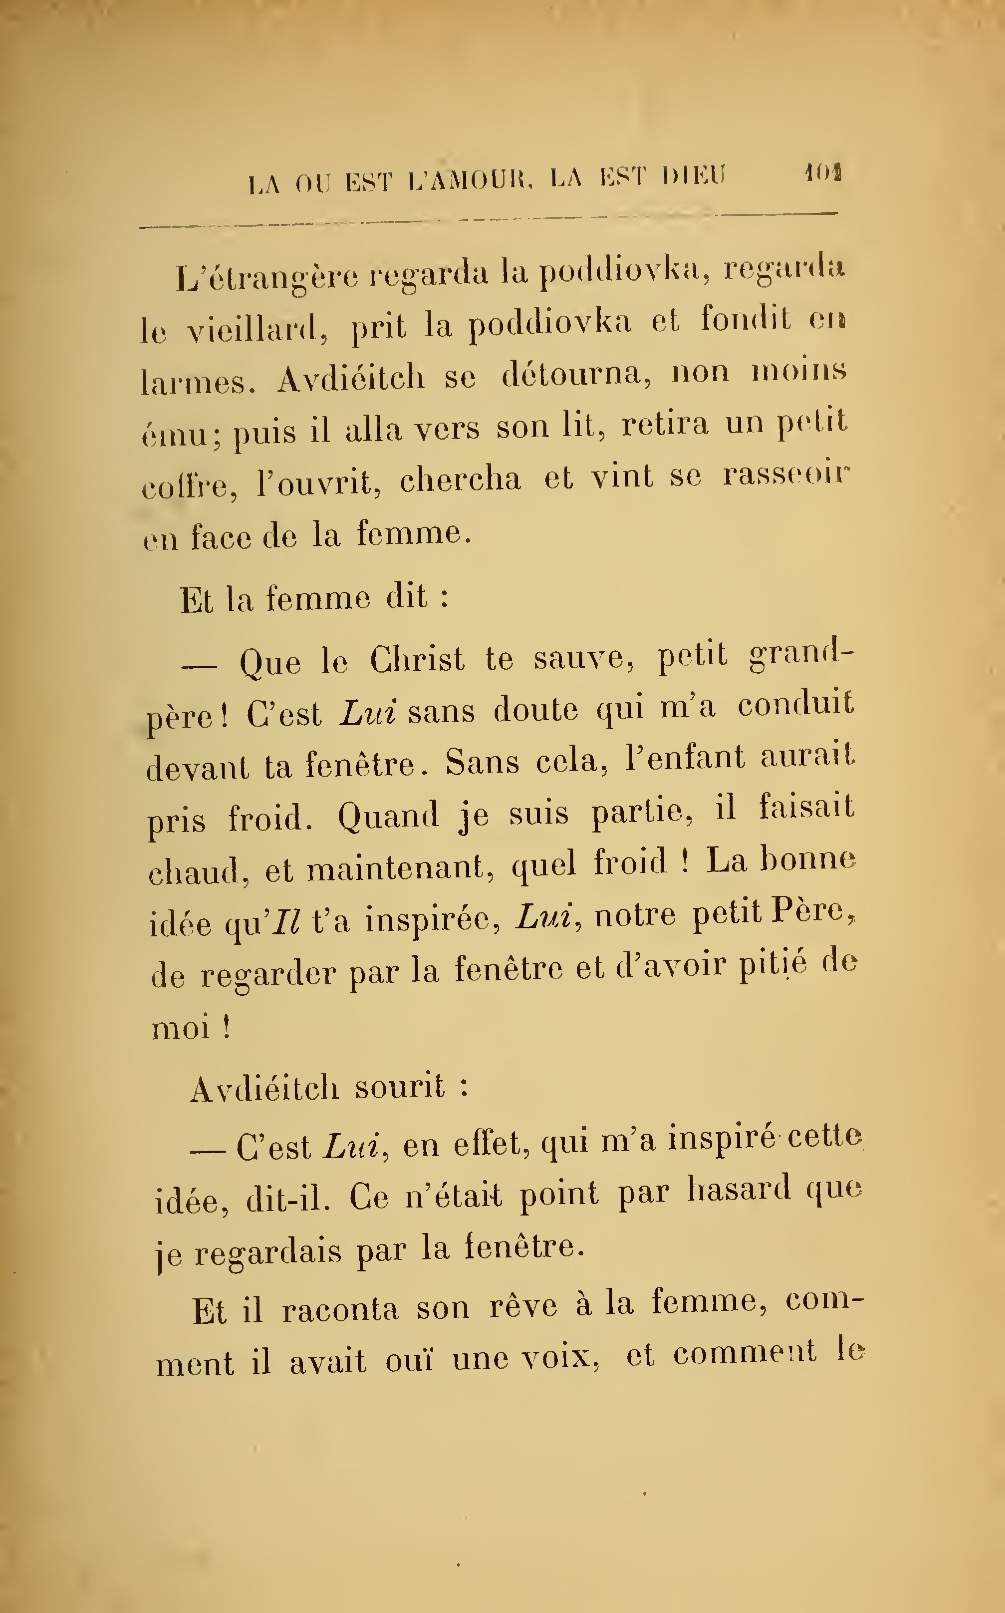 LA OU EST L'AMOUR, LA EST DIEU 101
L'étrangère regarda la poddiovka, regarda
le vieillard, prit la poddiovka et fondit en
larmes. Avdiéitch se détourna, non moins
ému; puis il alla vers son lit, retira un petit
coffre, l'ouvrit, chercha et vint se rasseoir
en face de la femme.
Et la femme dit :
— Que le Christ te sauve, petit grand-
père! C'est Lui sans doute qui m'a conduit
devant ta fenêtre. Sans cela, l'enfant aurait
pris froid. Quand je suis partie, il faisait
chaud, et maintenant, quel froid ! La bonne
idée qu'Il t'a inspirée, Lui, notre petit Père,
de regarder par la fenêtre et d'avoir pitié de
moi !
Avdiéitch sourit :
— C'est Lui, en effet, qui m'a inspiré cette
idée, dit-il. Ce n'était point par hasard que
je regardais par la fenêtre.
Et il raconta son rêve à la femme, com-
ment il avait ouï une voix, et comment le